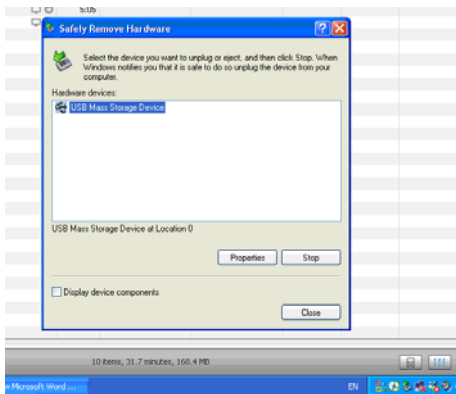 5:05
Safely Remove Hardware
Select the device you want to unplug or eject, and then click Stop. When
Windows notifies you that it is safe to do so unplug the device from your
computer.
Hardware devices:
USB Mass Storage Device
USB Mass Storage Device at Location 0
Properties
Stop
Display device components
Close
10 items, 31.7 minutes, 160.4 MB
w Microsoft Word ...
EN